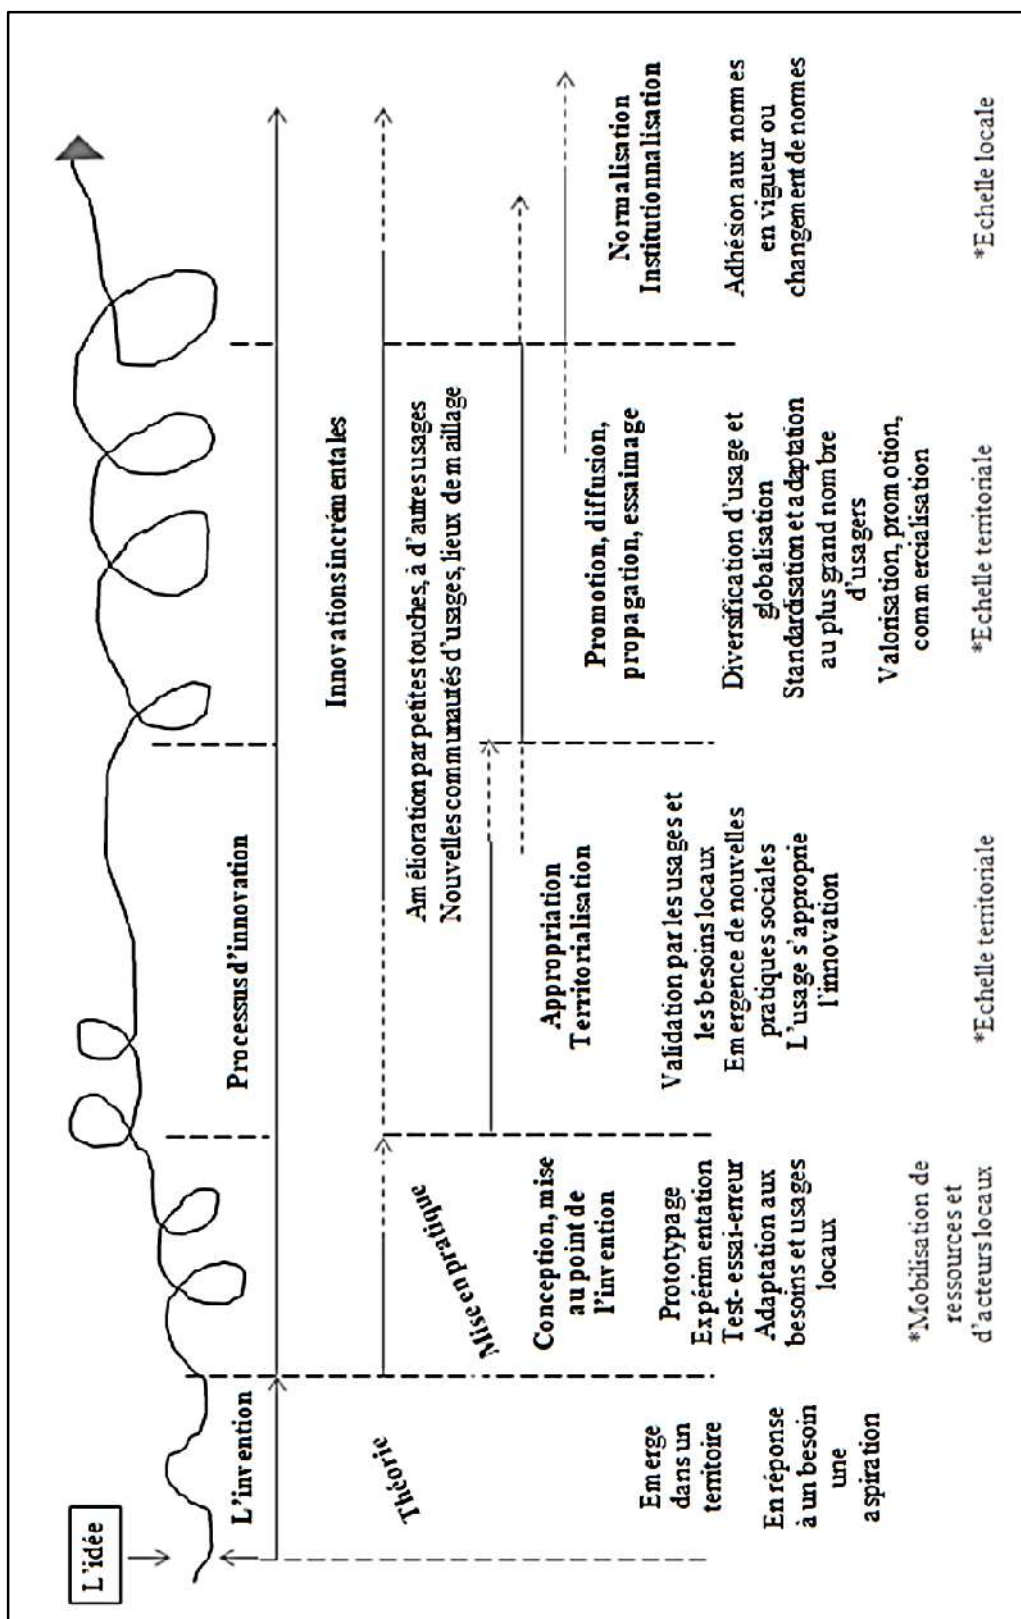 L'idée
L'invention
Processus d'innovation
Innovations incrémentales
Théorie
Mise en pratique
Amélioration par petites touches, à d'autres usages
Nouvelles communautés d'usages, lieux de maillage
Emerge
dans un
territoire
En réponse
à un besoin
une
aspiration
Conception, mise
au point de
l'invention
Prototypage
Expérimentation
Test- essai-erreur
Adaptation aux
besoins et usages
locaux
*Mobilisation de
ressources et
d'acteurs locaux
Appropriation
Territorialisation
Validation par les usages et
les besoins locaux
Emergence de nouvelles
pratiques sociales
L'usage s'approprie
l'innovation
*Echelle territoriale
Promotion, diffusion,
propagation, essaimage
Diversification d'usage et
globalisation
Standardisation et adaptation
au plus grand nombre
d'usagers
Valorisation, promotion,
commercialisation
*Echelle territoriale
Normalisation
Institutionnalisation
Adhésion aux normes
en vigueur ou
changement de normes
*Echelle locale